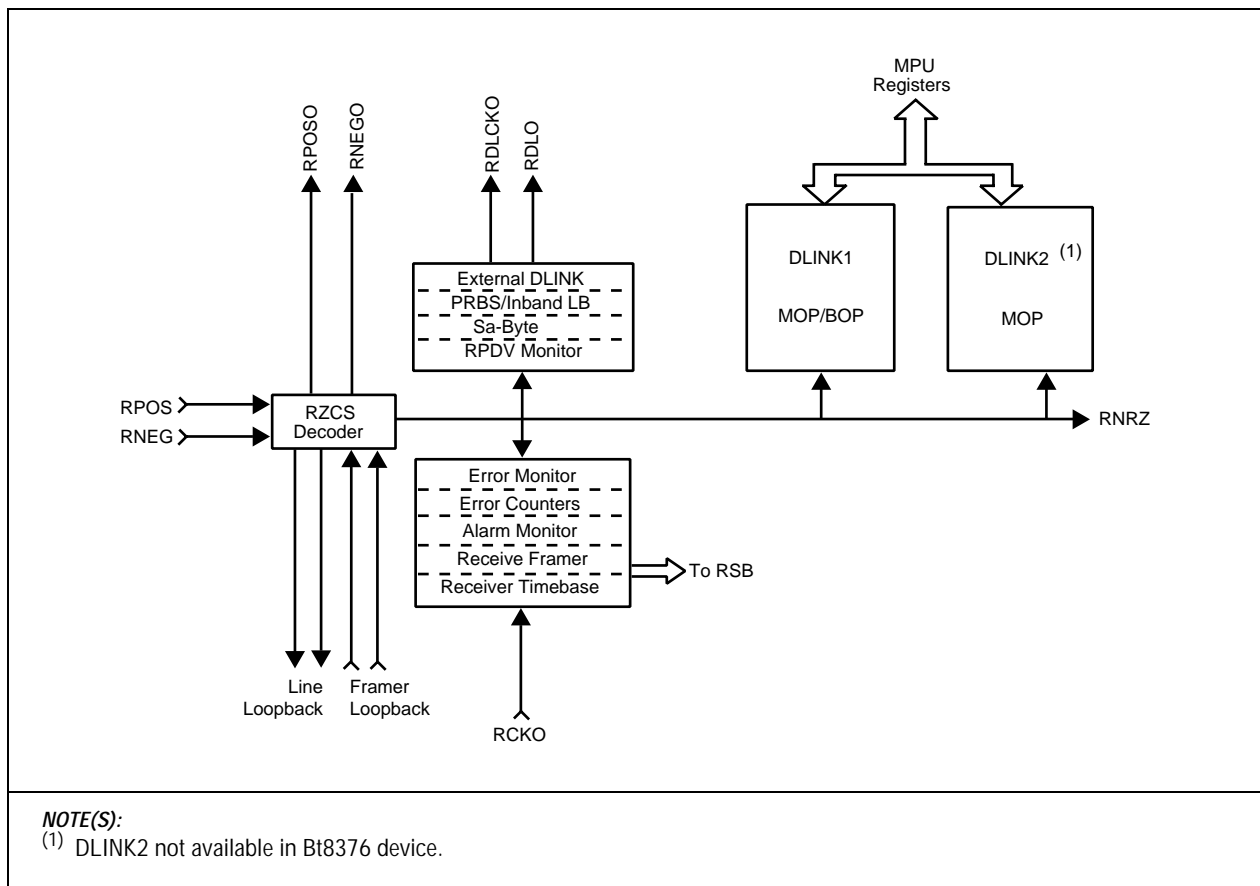 MPU
Registers
RPOSO
RNEGO
RDLCKO
RDLO
External DLINK
PRBS/Inband LB
Sa-Byte
RPDV Monitor
DLINK1
MOP/BOP
DLINK2 (1)
MOP
RPOS
RNEG
RZCS
Decoder
RNRZ
Error Monitor
Error Counters
Alarm Monitor
Receive Framer
Receiver Timebase
To RSB
Line
Loopback
Framer
Loopback
RCKO
NOTE(S):
(1) DLINK2 not available in Bt8376 device.